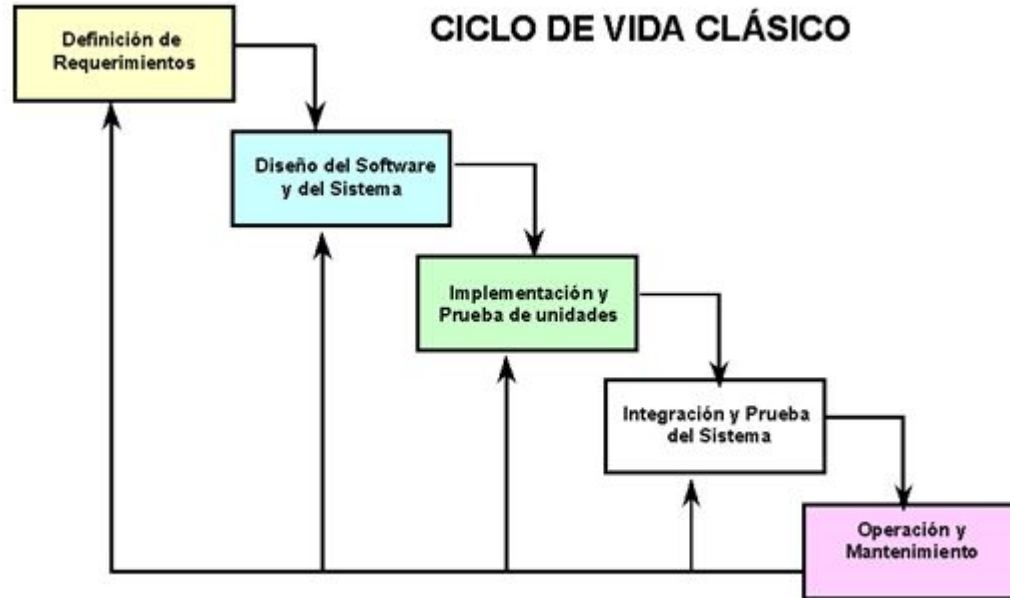 CICLO DE VIDA CLÁSICO
Definición de
Requerimientos
Diseño del Software
y del Sistema
Implementación y
Prueba de unidades
Integración y Prueba
del Sistema
Operación y
Mantenimiento